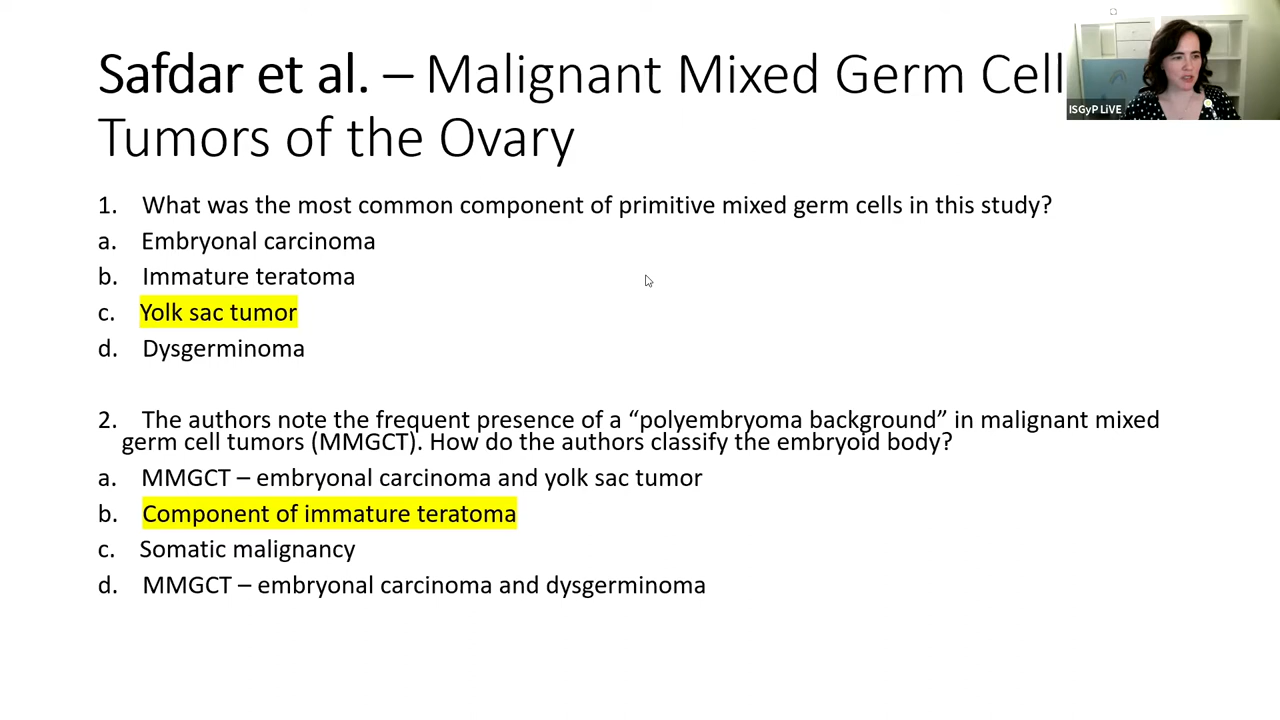 Safdar et al. – Malignant Mixed Germ Cell
Tumors of the Ovary
ISGyP LiVE
1. What was the most common component of primitive mixed germ cells in this study?
a. Embryonal carcinoma
b. Immature teratoma
c. Yolk sac tumor
d. Dysgerminoma
2. The authors note the frequent presence of a “polyembryoma background” in malignant mixed
germ cell tumors (MMGCT). How do the authors classify the embryoid body?
a. MMGCT – embryonal carcinoma and yolk sac tumor
b. Component of immature teratoma
c. Somatic malignancy
d. MMGCT – embryonal carcinoma and dysgerminoma